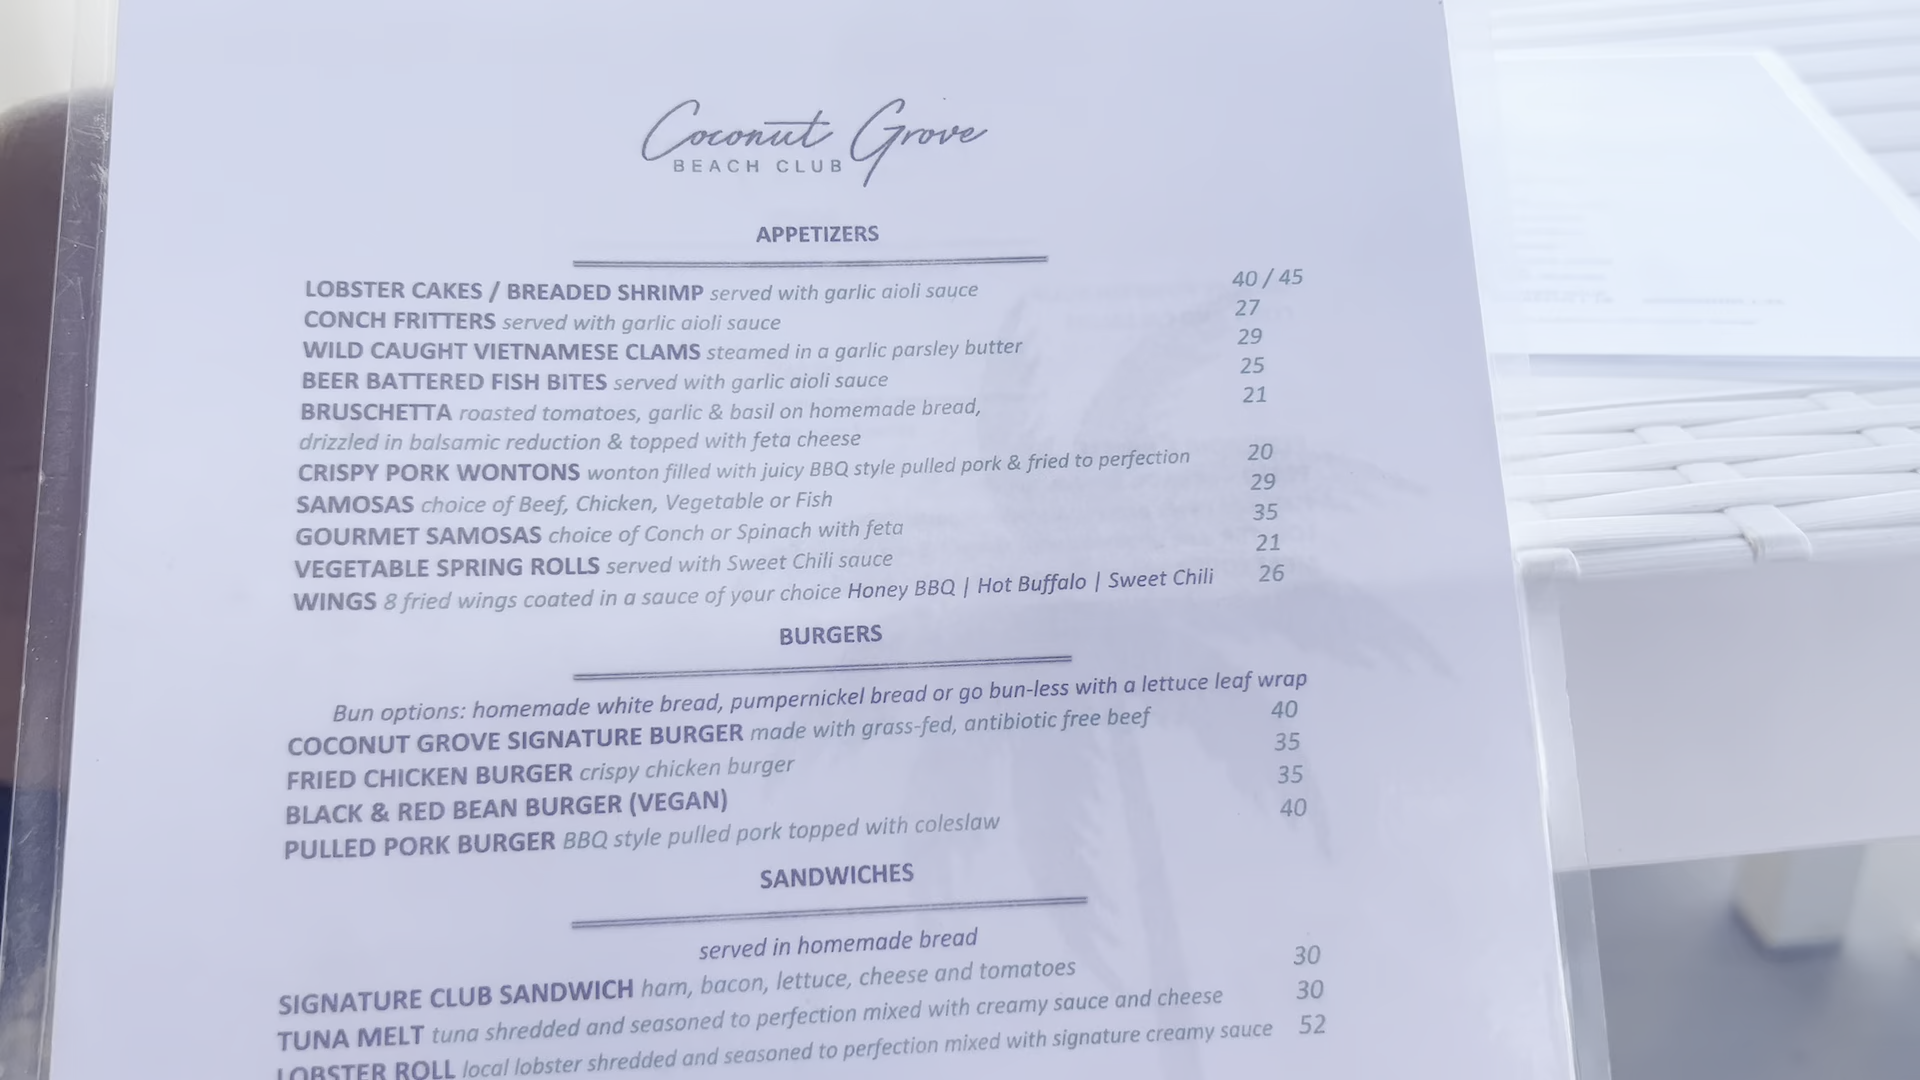 Coconut Grove
BEACH CLUB
APPETIZERS
LOBSTER CAKES / BREADED SHRIMP served with garlic aioli sauce 40 / 45
CONCH FRITTERS served with garlic aioli sauce 27
WILD CAUGHT VIETNAMESE CLAMS steamed in a garlic parsley butter 29
BEER BATTERED FISH BITES served with garlic aioli sauce 25
BRUSCHETTA roasted tomatoes, garlic & basil on homemade bread, 21
drizzled in balsamic reduction & topped with feta cheese
CRISPY PORK WONTONS wonton filled with juicy BBQ style pulled pork & fried to perfection 20
SAMOSAS choice of Beef, Chicken, Vegetable or Fish 29
GOURMET SAMOSAS choice of Conch or Spinach with feta 35
VEGETABLE SPRING ROLLS served with Sweet Chili sauce 21
WINGS 8 fried wings coated in a sauce of your choice Honey BBQ | Hot Buffalo | Sweet Chili 26
BURGERS
Bun options: homemade white bread, pumpernickel bread or go bun-less with a lettuce leaf wrap
COCONUT GROVE SIGNATURE BURGER made with grass-fed, antibiotic free beef 40
FRIED CHICKEN BURGER crispy chicken burger 35
BLACK & RED BEAN BURGER (VEGAN) 35
PULLED PORK BURGER BBQ style pulled pork topped with coleslaw 40
SANDWICHES
served in homemade bread
SIGNATURE CLUB SANDWICH ham, bacon, lettuce, cheese and tomatoes 30
TUNA MELT tuna shredded and seasoned to perfection mixed with creamy sauce and cheese 30
LOBSTER ROLL local lobster shredded and seasoned to perfection mixed with signature creamy sauce 52